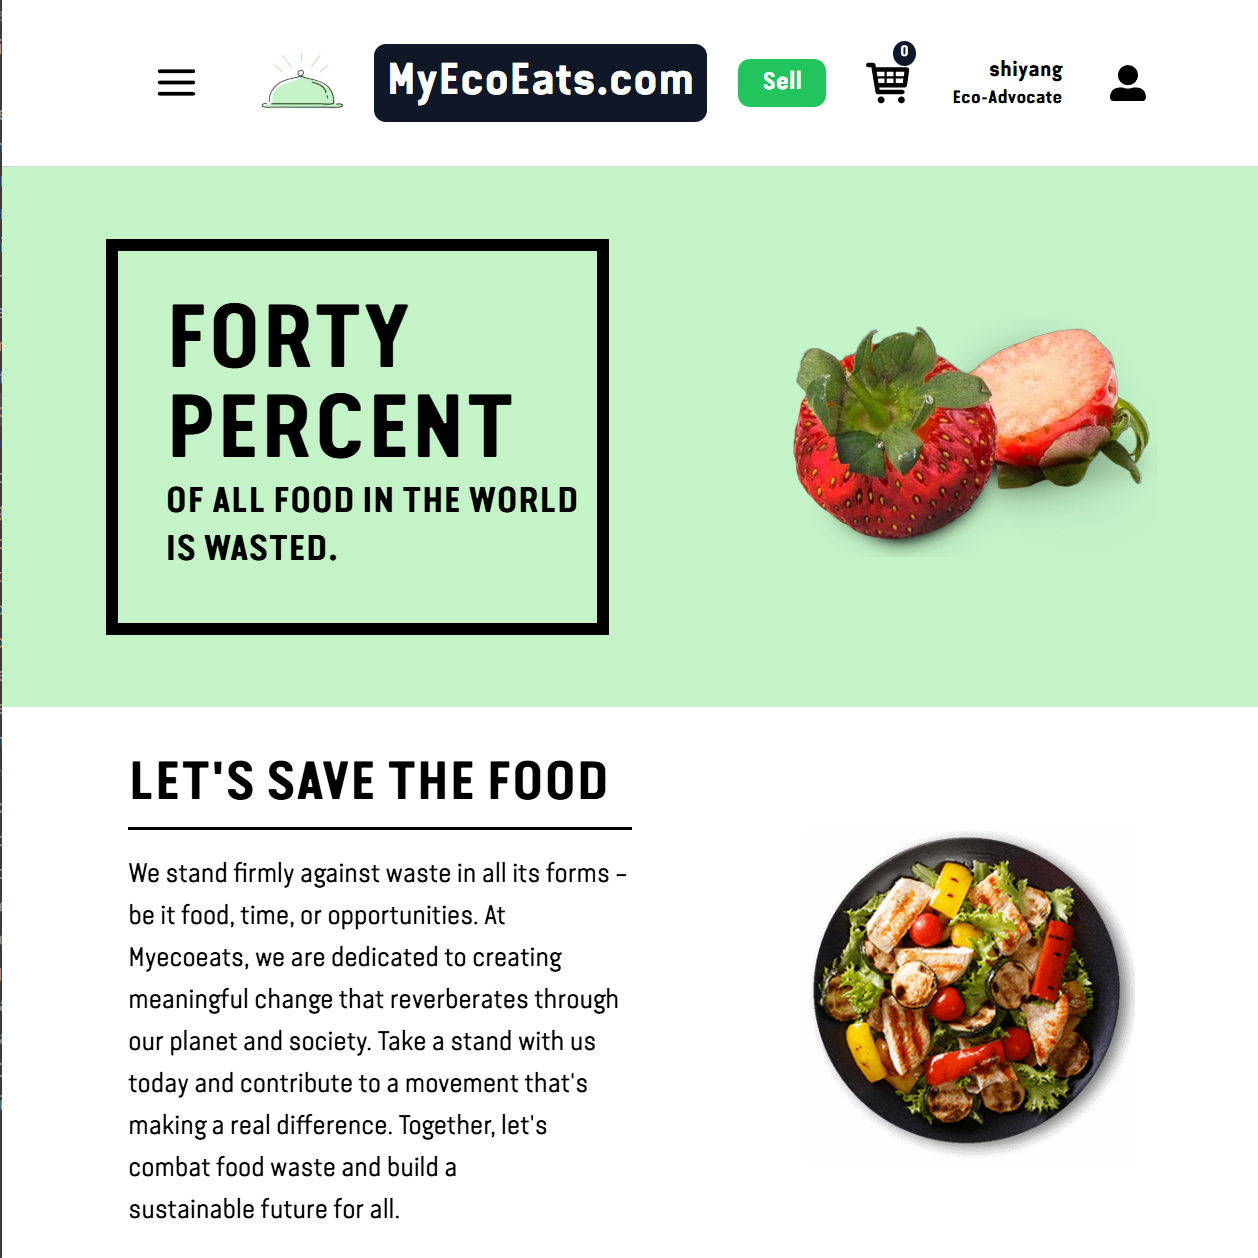 MyEcoEats.com
Sell
0
shiyang
Eco-Advocate
FORTY
PERCENT
OF ALL FOOD IN THE WORLD
IS WASTED.
LET'S SAVE THE FOOD
We stand firmly against waste in all its forms –
be it food, time, or opportunities. At
Myecoeats, we are dedicated to creating
meaningful change that reverberates through
our planet and society. Take a stand with us
today and contribute to a movement that's
making a real difference. Together, let's
combat food waste and build a
sustainable future for all.